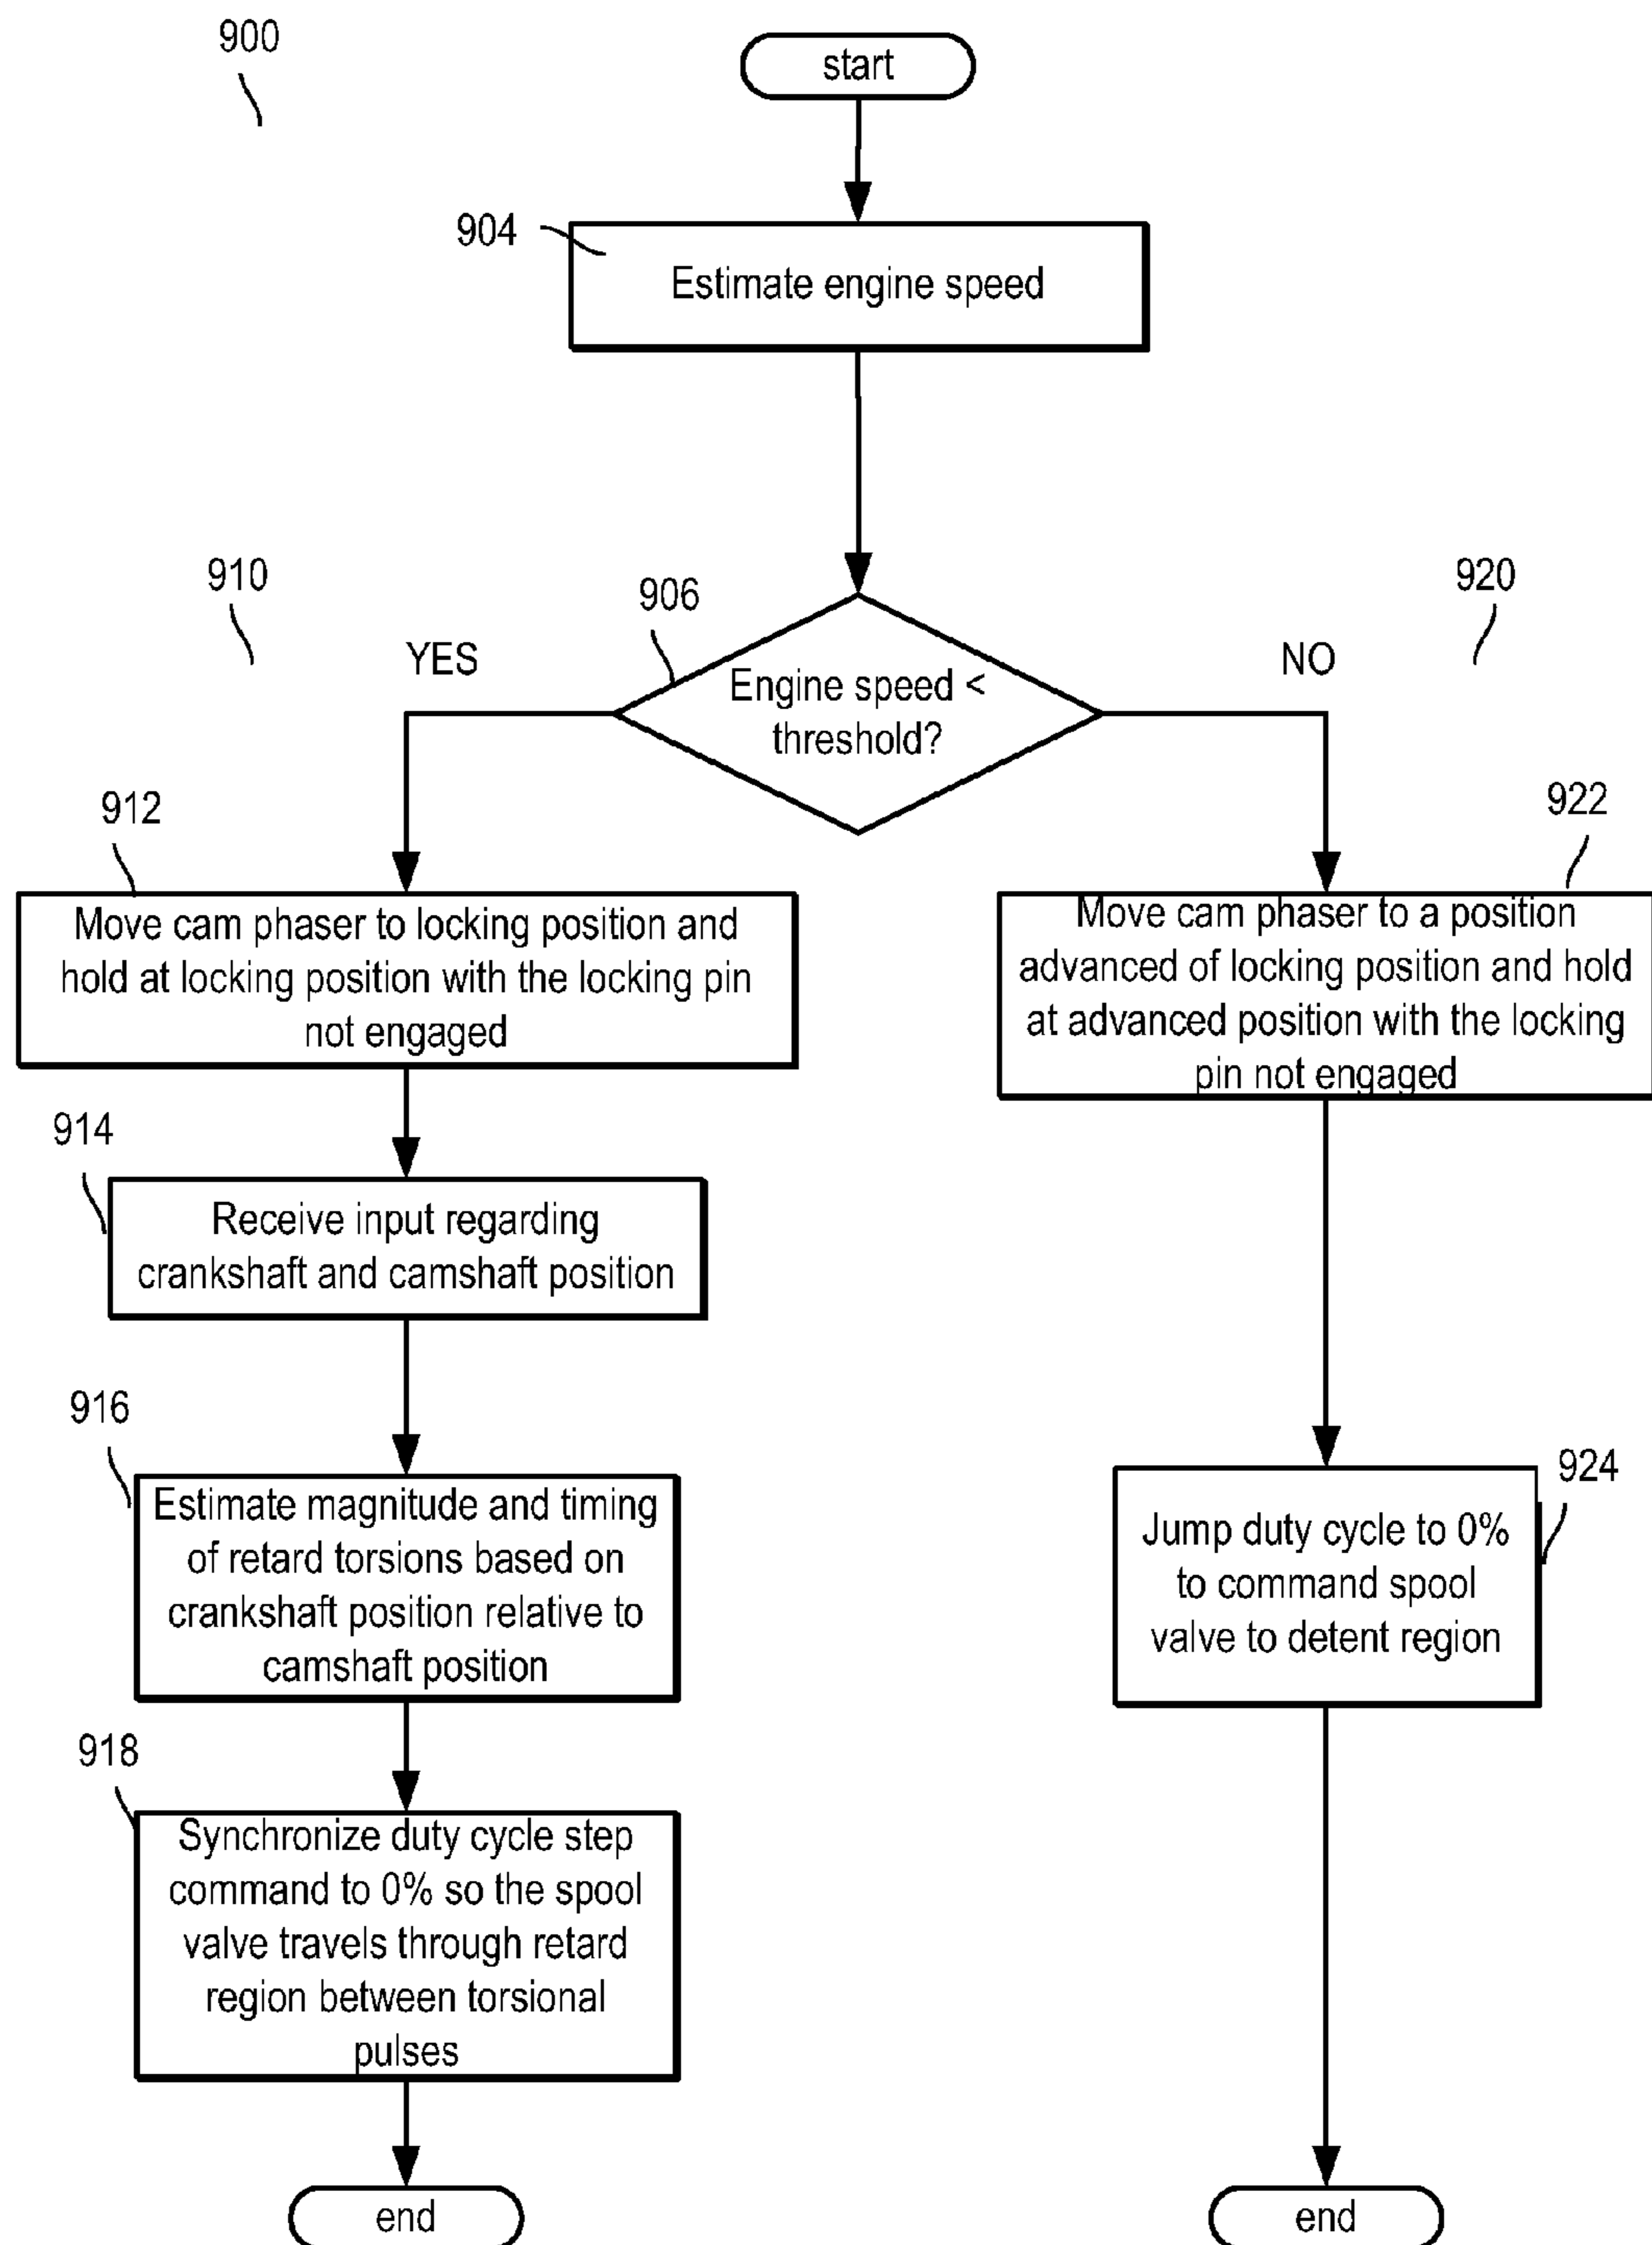 900
start
904
Estimate engine speed
910
906
920
YES
NO
Engine speed <
threshold?
912
922
Move cam phaser to locking position and
hold at locking position with the locking pin
not engaged
Move cam phaser to a position
advanced of locking position and hold
at advanced position with the locking
pin not engaged
914
Receive input regarding
crankshaft and camshaft position
916
Estimate magnitude and timing
of retard torsions based on
crankshaft position relative to
camshaft position
924
Jump duty cycle to 0%
to command spool
valve to detent region
918
Synchronize duty cycle step
command to 0% so the spool
valve travels through retard
region between torsional
pulses
end
end